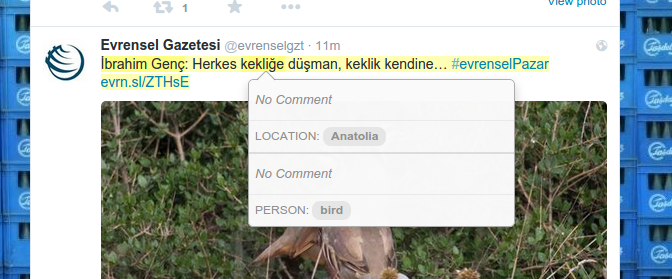 1
View photo
Evrensel Gazetesi @evrenselgzt · 11m
İbrahim Genç: Herkes kekliğe düşman, keklik kendine… #evrenselPazar
evrn.sl/ZTHsE
No Comment
LOCATION: Anatolia
No Comment
PERSON: bird